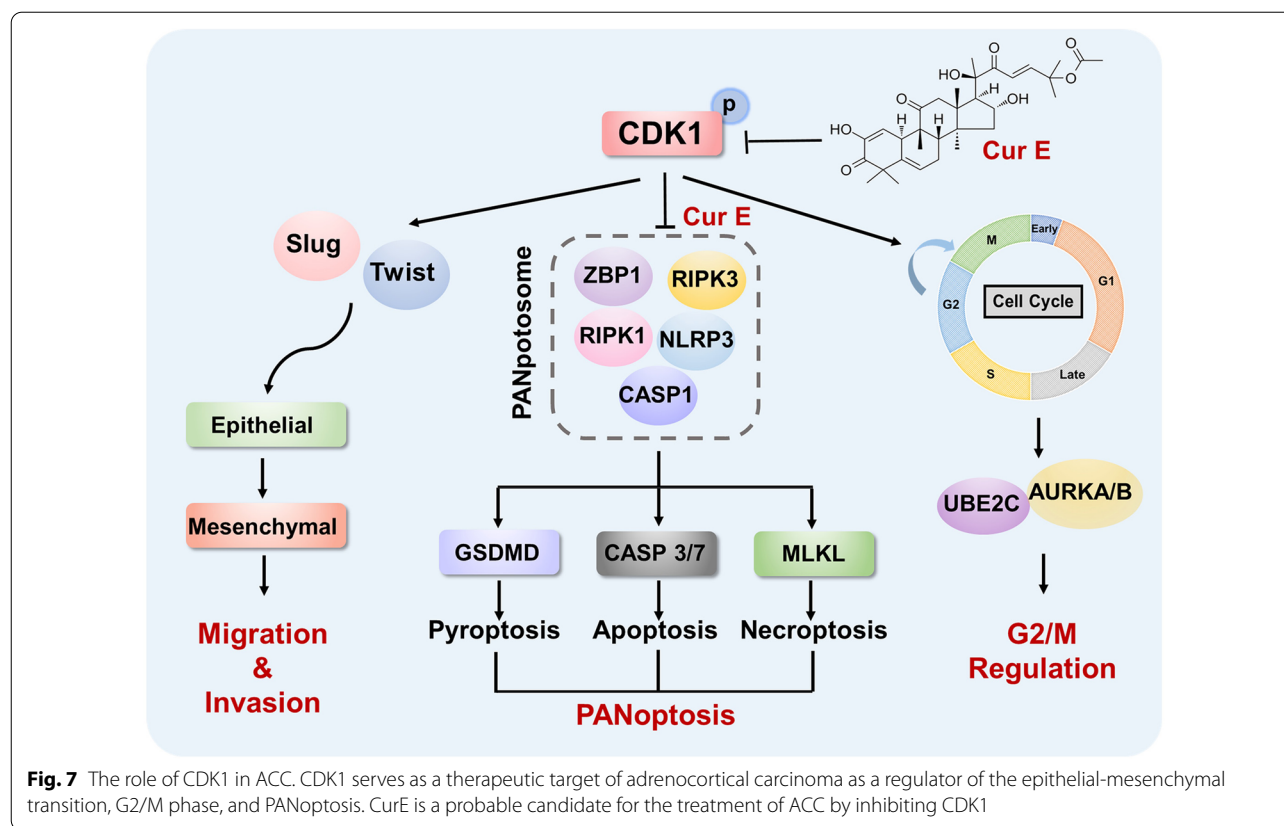 p
CDK1
O
O
HO
O
O
H
OH
O
H
H
HO
O
Cur E
Cur E
Slug
Twist
PANpotosome
ZBP1
RIPK3
RIPK1
NLRP3
CASP1
M
Early
G2
Cell Cycle
G1
S
Late
Epithelial
Mesenchymal
Migration
&
Invasion
GSDMD
CASP 3/7
MLKL
Pyroptosis
Apoptosis
Necroptosis
PANoptosis
UBE2C
AURKA/B
G2/M
Regulation
Fig. 7 The role of CDK1 in ACC. CDK1 serves as a therapeutic target of adrenocortical carcinoma as a regulator of the epithelial-mesenchymal
transition, G2/M phase, and PANoptosis. CurE is a probable candidate for the treatment of ACC by inhibiting CDK1